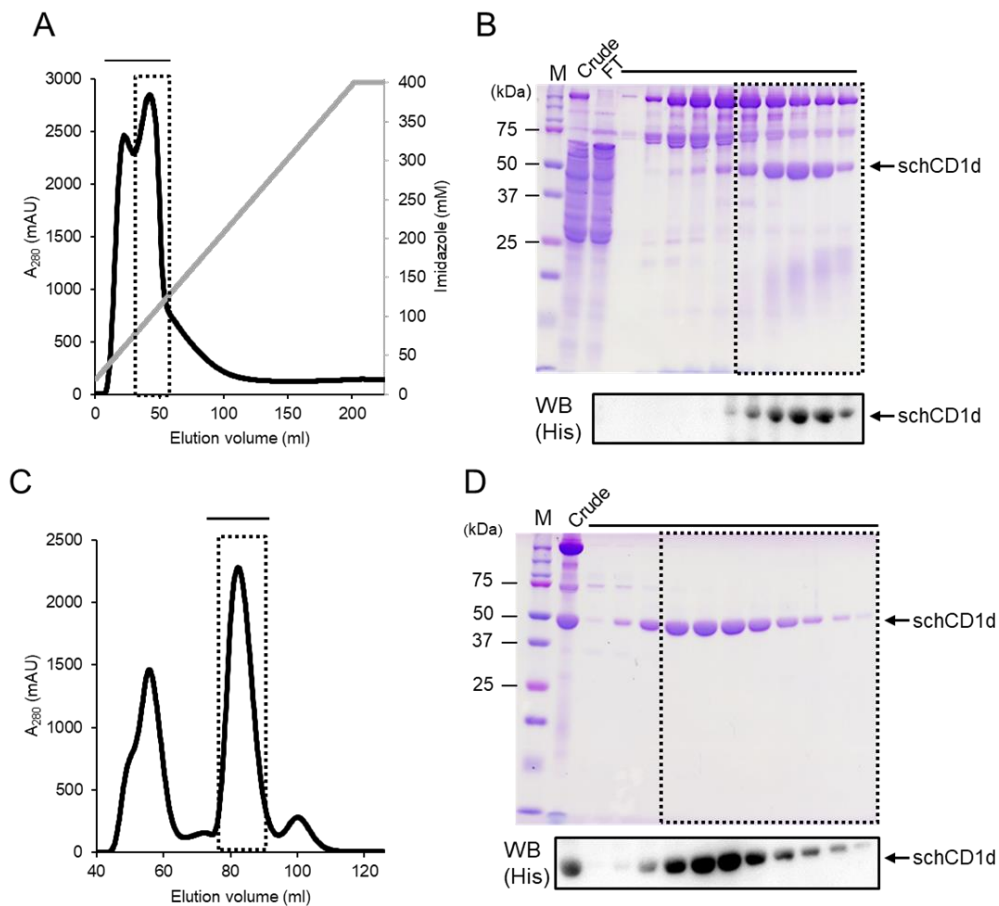 A
3000
2500
2000
1500
1000
500
0
A280 (mAU)
400
350
300
250
200
150
100
50
0
Imidazole (mM)
0 50 100 150 200
Elution volume (ml)
B
M Crude FT
(kDa)
75
50
37
25
schCD1d
WB
(His)
schCD1d
C
2500
2000
1500
1000
500
0
A280 (mAU)
40 60 80 100 120
Elution volume (ml)
D
M Crude
(kDa)
75
50
37
25
schCD1d
WB
(His)
schCD1d